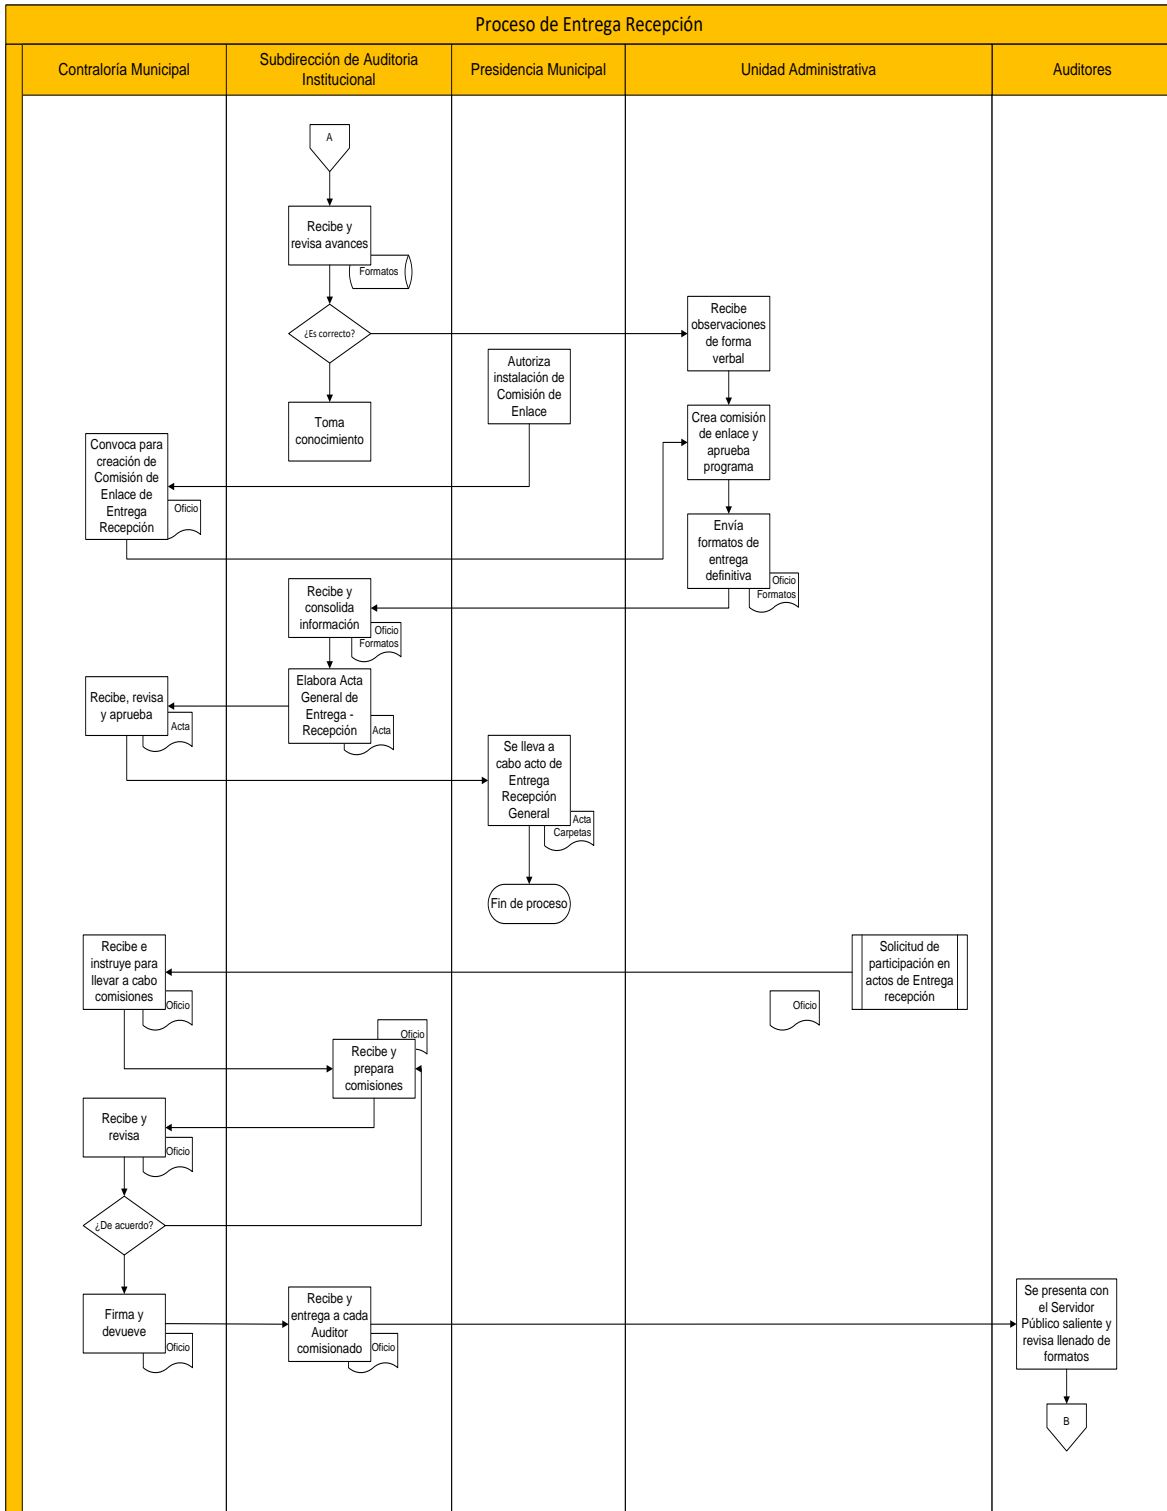 Proceso de Entrega Recepción
Contraloría Municipal
Subdirección de Auditoria
Institucional
Presidencia Municipal
Unidad Administrativa
Auditores
A
Recibe y
revisa avances
Formatos
¿Es correcto?
Recibe
observaciones
de forma
verbal
Autoriza
instalación de
Comisión de
Enlace
Toma
conocimiento
Crea comisión
de enlace y
aprueba
programa
Convoca para
creación de
Comisión de
Enlace de
Entrega
Recepción
Oficio
Envía
formatos de
entrega
definitiva
Oficio
Formatos
Recibe y
consolida
información
Oficio
Formatos
Elabora Acta
General de
Entrega -
Recepción
Acta
Recibe, revisa
y aprueba
Acta
Se lleva a
cabo acto de
Entrega
Recepción
General
Acta
Carpetas
Fin de proceso
Recibe e
instruye para
llevar a cabo
comisiones
Oficio
Solicitud de
participación en
actos de Entrega
recepción
Oficio
Oficio
Recibe y
prepara
comisiones
Recibe y
revisa
Oficio
¿De acuerdo?
Firma y
devueve
Oficio
Recibe y
entrega a cada
Auditor
comisionado
Oficio
Se presenta con
el Servidor
Público saliente y
revisa llenado de
formatos
B